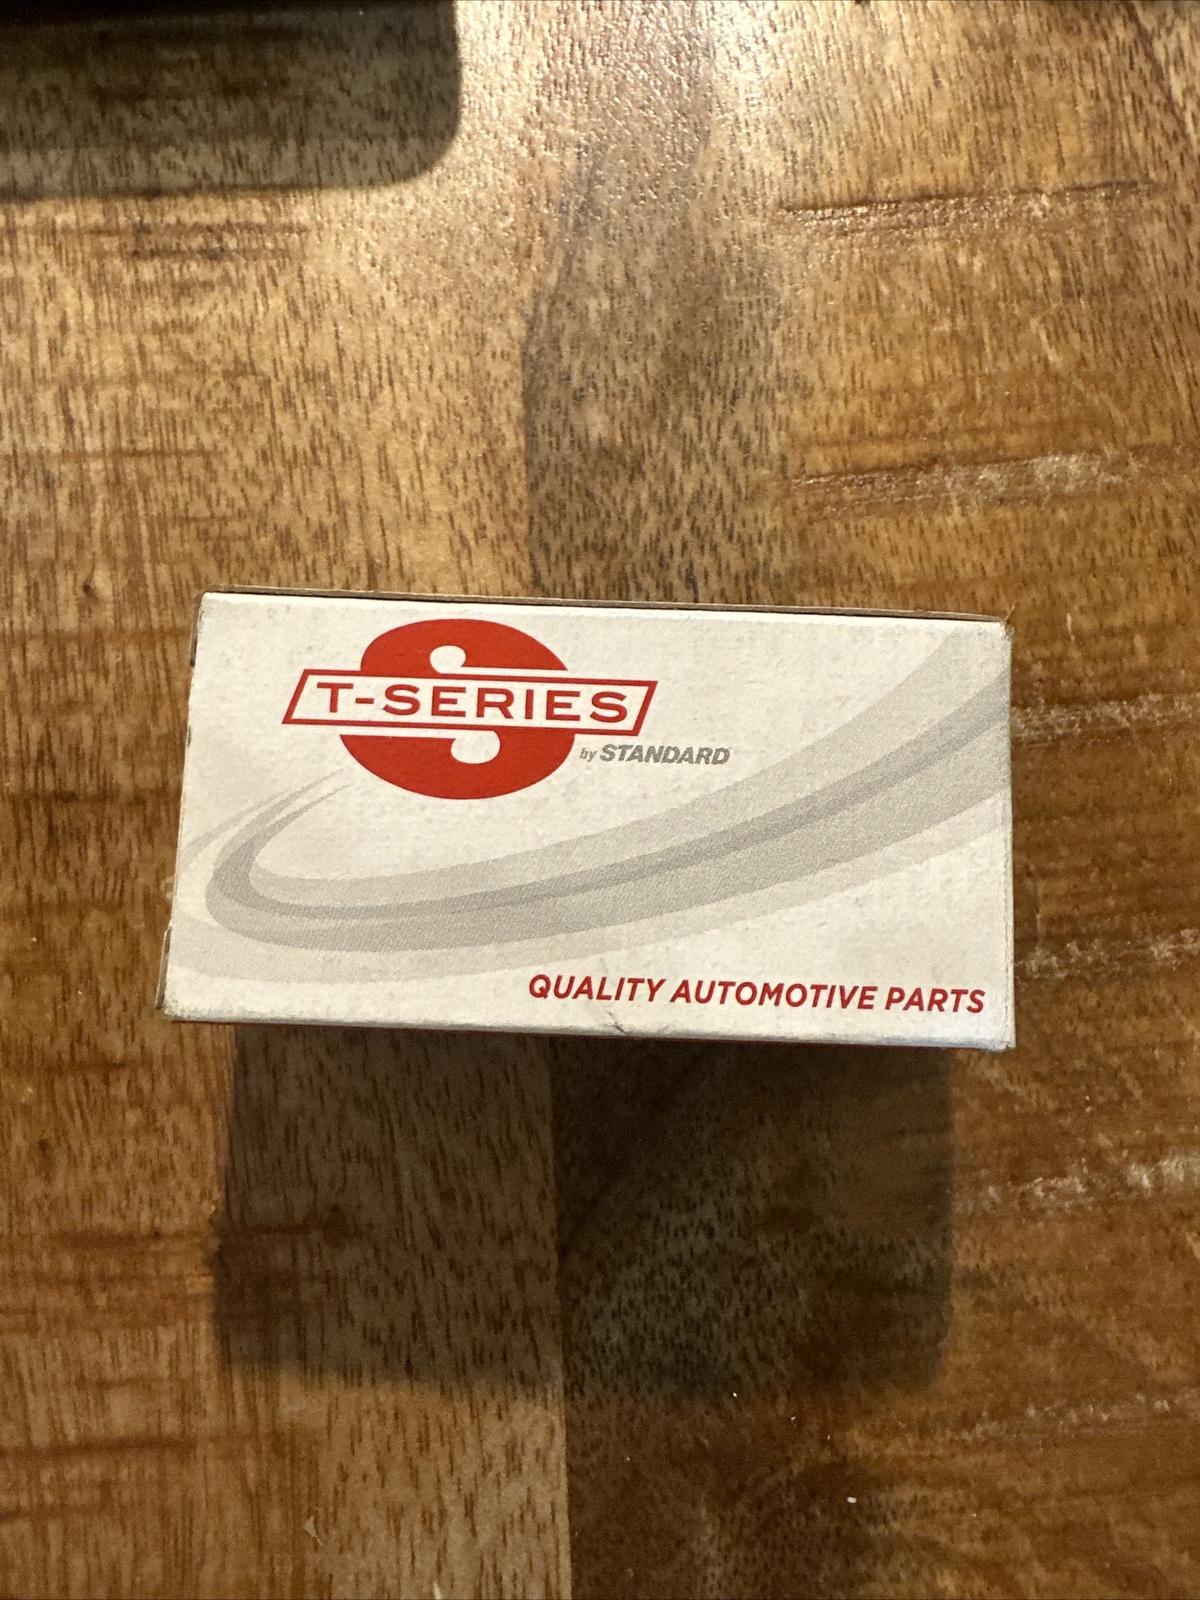 T-SERIES
by STANDARD
QUALITY AUTOMOTIVE PARTS